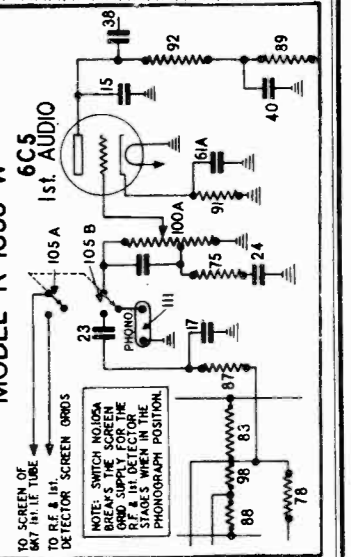 6C5
1st. AUDIO
38
92
89
15
40
61A
91
100A
105 A
105 B
75
24
23
PHONO
111
17
87
83
98
88
78
TO SCREEN OF
6K7 1st. I.F. TUBE
TO R.F. & 1st.
DETECTOR SCREEN GRIDS
NOTE: SWITCH NO.105A
BREAKS THE SCREEN
GRID SUPPLY FOR THE
R.F. & 1st. DETECTOR
STAGES WHEN IN THE
PHONOGRAPH POSITION.